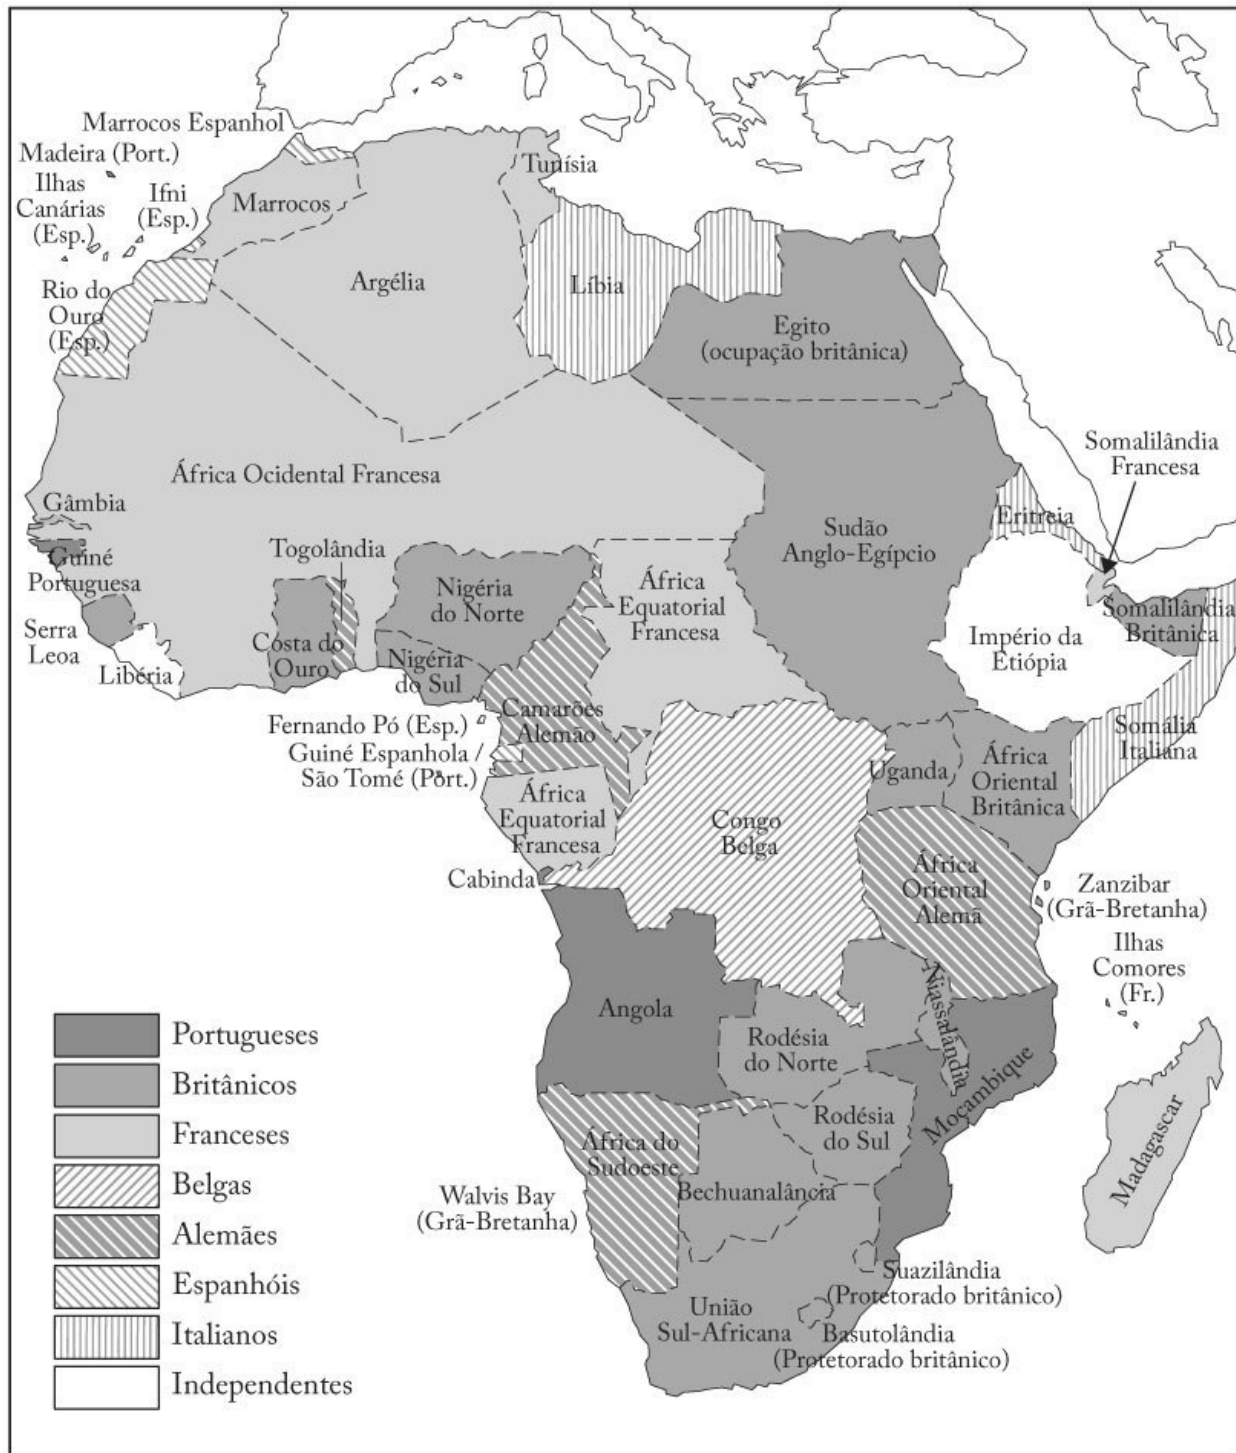 Marrocos Espanhol
Madeira (Port.)
Ilhas
Canárias
(Esp.)
Ifni
(Esp.)
Marrocos
Tunísia
Rio do
Ouro
(Esp.)
Argélia
Líbia
Egito
(ocupação britânica)
África Ocidental Francesa
Somalilândia
Francesa
Gâmbia
Guiné
Portuguesa
Togolândia
Nigéria
do Norte
África
Equatorial
Francesa
Sudão
Anglo-Egípcio
Eritreia
Serra
Leoa
Libéria
Costa do
Ouro
Nigéria
do Sul
Império da
Etiópia
Somalilândia
Britânica
Fernando Pó (Esp.)
Guiné Espanhola /
São Tomé (Port.)
Camarões
Alemão
Somália
Italiana
Uganda
África
Oriental
Britânica
África
Equatorial
Francesa
Congo
Belga
Cabinda
África
Oriental
Alemã
Zanzibar
(Grã-Bretanha)
Ilhas
Comores
(Fr.)
Angola
Niassalândia
Rodésia
do Norte
Moçambique
Rodésia
do Sul
Madagascar
África do
Sudoeste
Bechuanalância
Walvis Bay
(Grã-Bretanha)
Suazilândia
(Protetorado britânico)
União
Sul-Africana
Basutolândia
(Protetorado britânico)
Portugueses
Britânicos
Franceses
Belgas
Alemães
Espanhóis
Italianos
Independentes